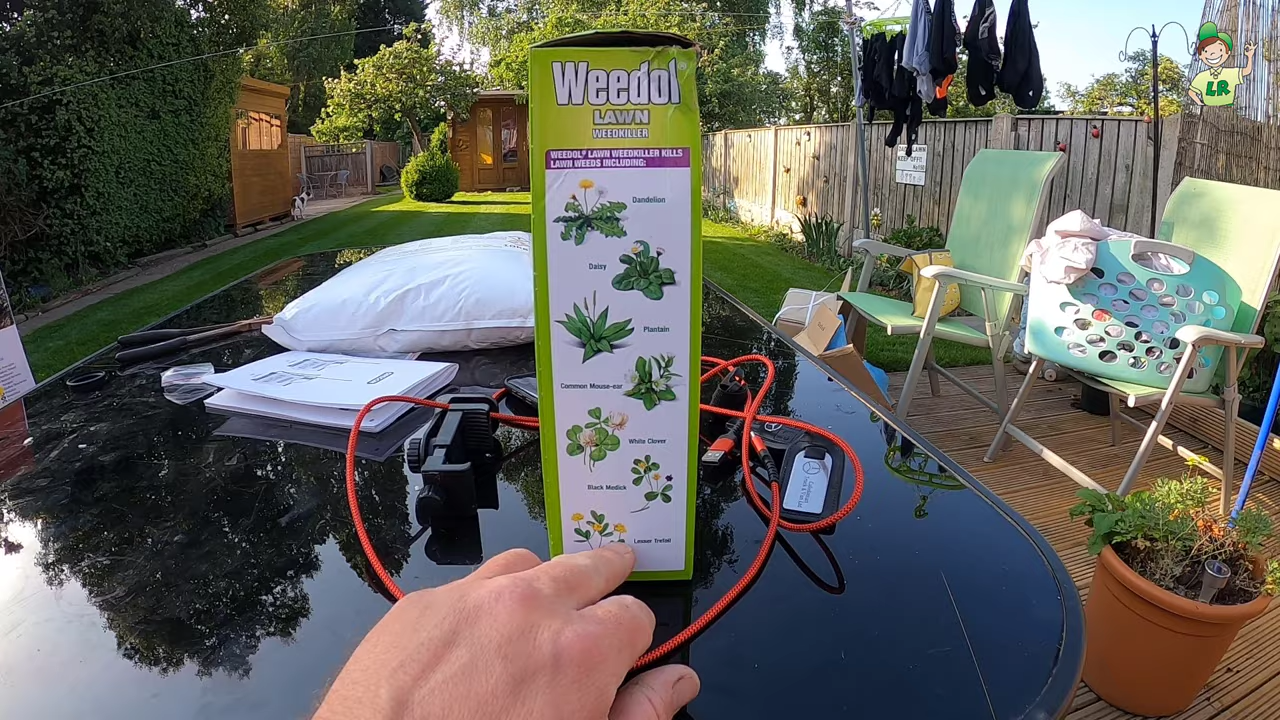 Weedol®
LAWN
WEEDKILLER
WEEDOL® LAWN WEEDKILLER KILLS
LAWN WEEDS INCLUDING:
Dandelion
Daisy
Plantain
Common Mouse-ear
White Clover
Black Medick
Lesser Trefoil
LAWN
KEEP OFF!
LR